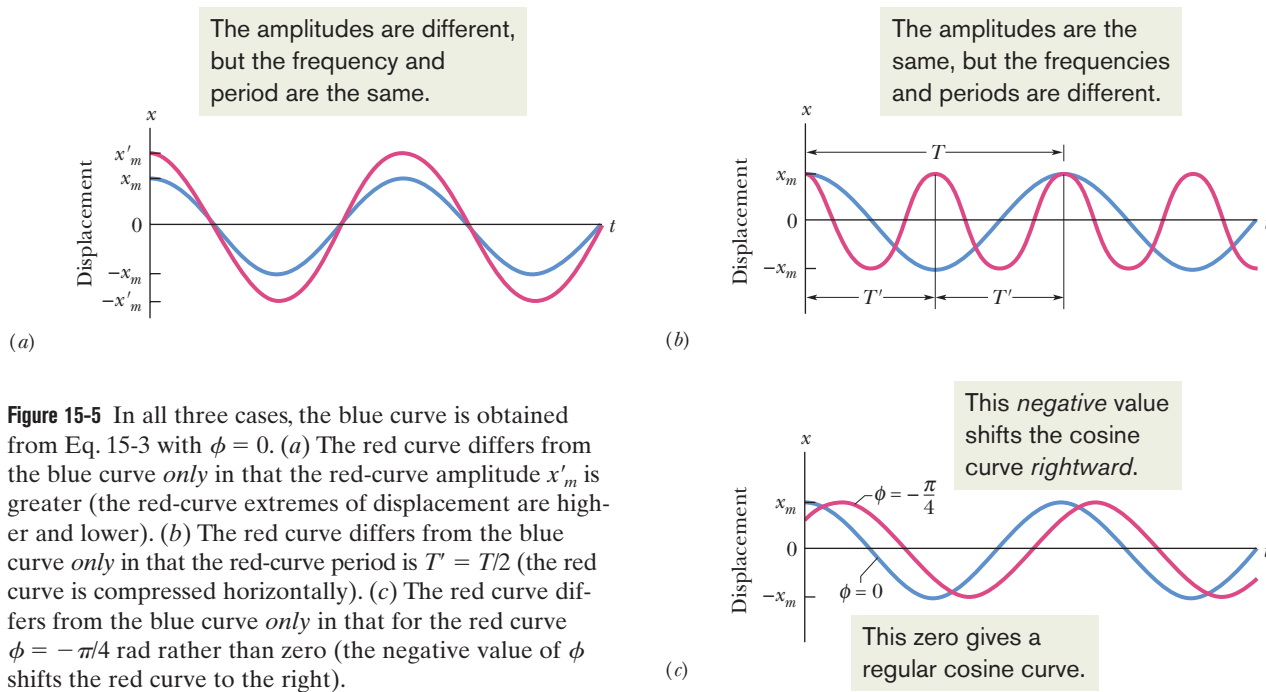 The amplitudes are different,
but the frequency and
period are the same.
x
x′m
xm
0
−xm
−x′m
Displacement
t
(a)
The amplitudes are the
same, but the frequencies
and periods are different.
x
T
xm
0
−xm
Displacement
T′
T′
t
(b)
Figure 15-5 In all three cases, the blue curve is obtained
from Eq. 15-3 with ϕ = 0. (a) The red curve differs from
the blue curve only in that the red-curve amplitude x′m is
greater (the red-curve extremes of displacement are high-
er and lower). (b) The red curve differs from the blue
curve only in that the red-curve period is T′ = T/2 (the red
curve is compressed horizontally). (c) The red curve dif-
fers from the blue curve only in that for the red curve
ϕ = −π/4 rad rather than zero (the negative value of ϕ
shifts the red curve to the right).
This negative value
shifts the cosine
curve rightward.
x
xm
ϕ = −π/4
0
−xm
Displacement
ϕ = 0
t
This zero gives a
regular cosine curve.
(c)